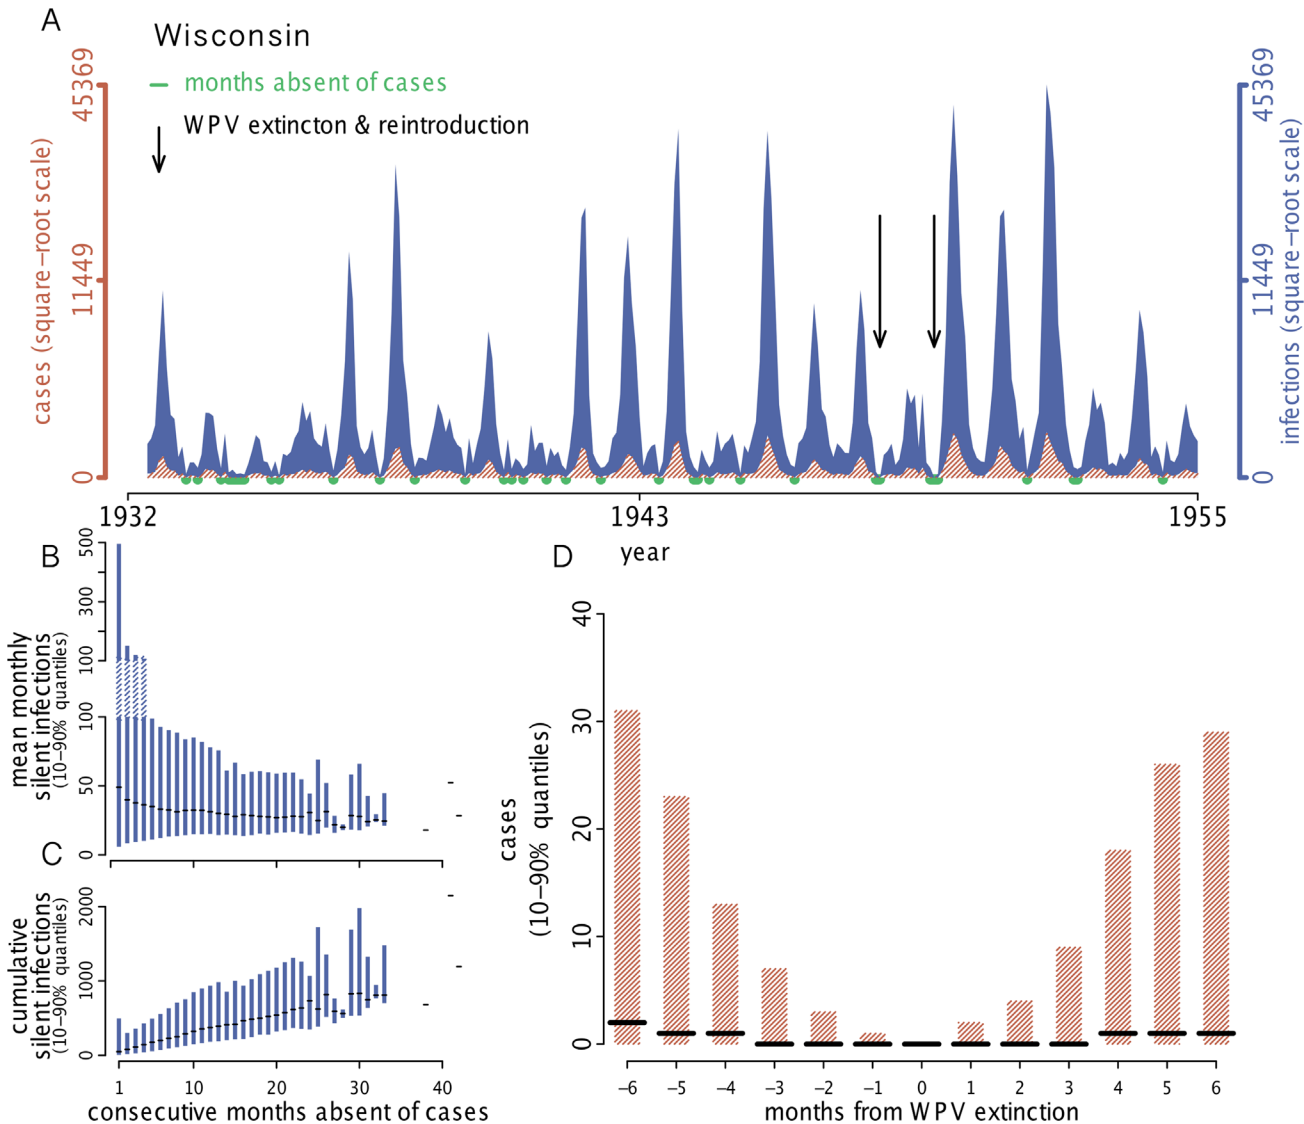 A
Wisconsin
months absent of cases
WPV extincton & reintroduction
cases (square-root scale)
45369
11449
0
45369
11449
0
infections (square-root scale)
1932
1943
1955
year
B
mean monthly
silent infections
(10-90% quantiles)
500
300
100
100
50
0
C
cumulative
silent infections
(10-90% quantiles)
2000
1000
0
1
10
20
30
40
consecutive months absent of cases
D
cases
(10-90% quantiles)
40
30
20
10
0
-6
-5
-4
-3
-2
-1
0
1
2
3
4
5
6
months from WPV extinction